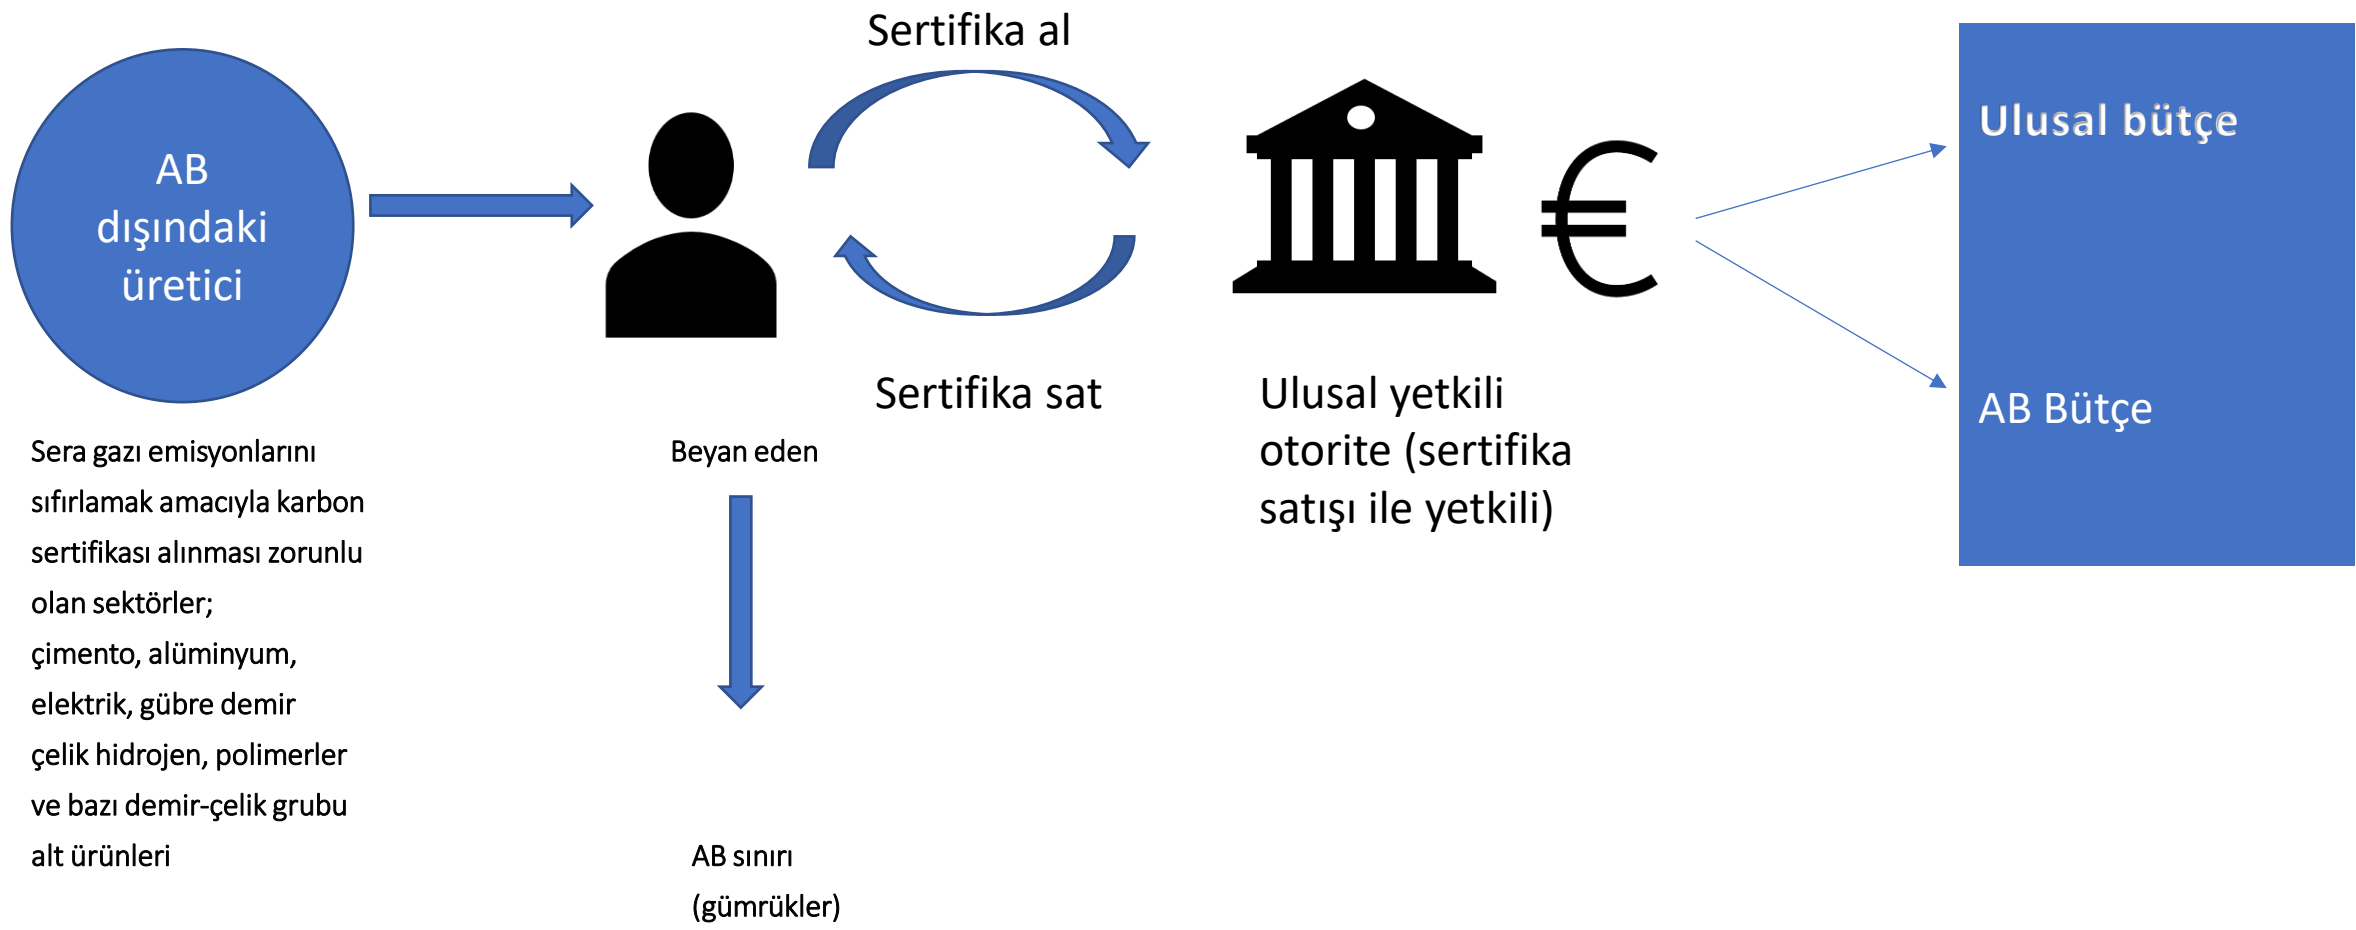 Sertifika al
AB
dışındaki
üretici
Sertifika sat
Ulusal yetkili
otorite (sertifika
satışı ile yetkili)
€
Ulusal bütçe
AB Bütçe
Sera gazı emisyonlarını
sıfırlamak amacıyla karbon
sertifikası alınması zorunlu
olan sektörler;
çimento, alüminyum,
elektrik, gübre demir
çelik hidrojen, polimerler
ve bazı demir-çelik grubu
alt ürünleri
Beyan eden
AB sınırı
(gümrükler)